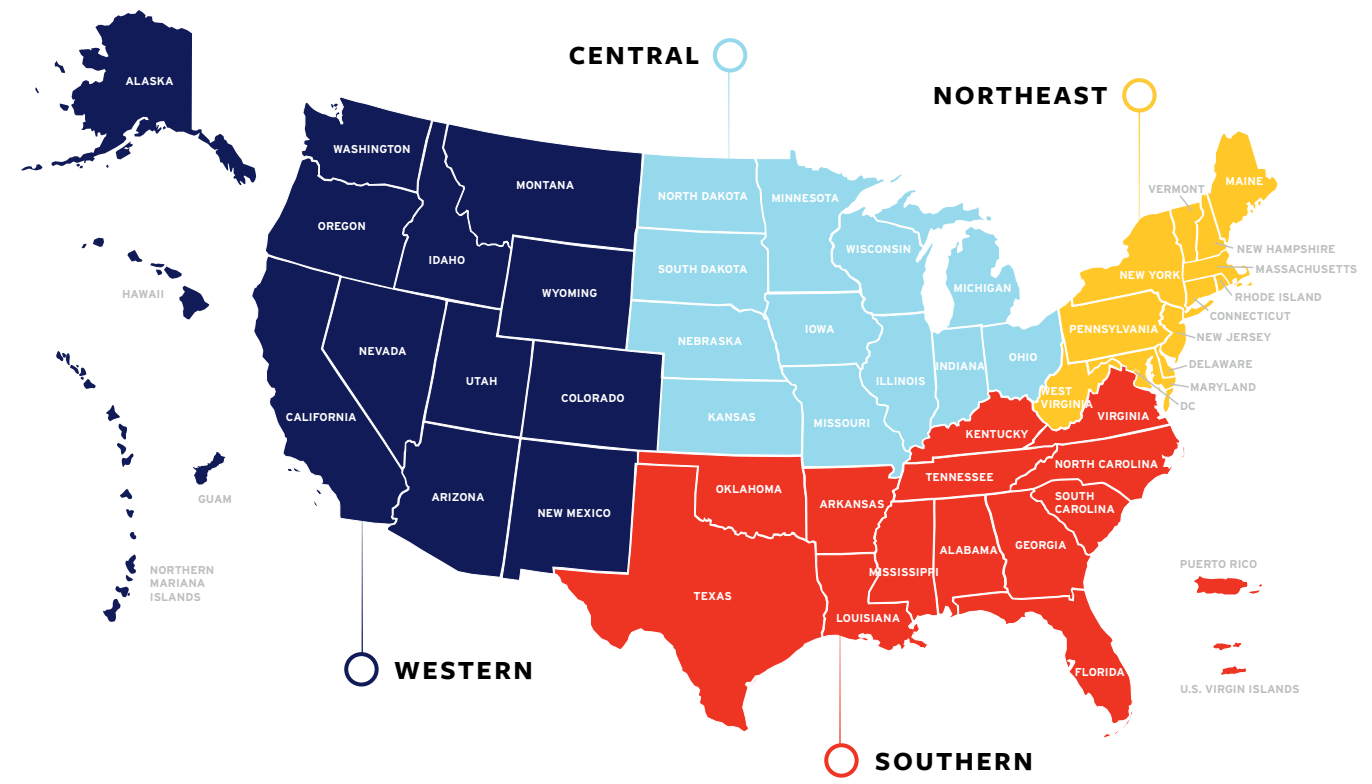 CENTRAL
ALASKA
NORTHEAST
WASHINGTON
MONTANA
NORTH DAKOTA
MINNESOTA
VERMONT
MAINE
OREGON
IDAHO
WISCONSIN
NEW HAMPSHIRE
SOUTH DAKOTA
MASSACHUSETTS
NEW YORK
HAWAII
WYOMING
MICHIGAN
RHODE ISLAND
CONNECTICUT
IOWA
PENNSYLVANIA
NEW JERSEY
NEBRASKA
NEVADA
OHIO
INDIANA
DELAWARE
UTAH
ILLINOIS
MARYLAND
COLORADO
WEST
VIRGINIA
DC
CALIFORNIA
KANSAS
MISSOURI
VIRGINIA
KENTUCKY
NORTH CAROLINA
TENNESSEE
OKLAHOMA
ARIZONA
GUAM
ARKANSAS
SOUTH
CAROLINA
NEW MEXICO
GEORGIA
ALABAMA
PUERTO RICO
NORTHERN
MARIANA
ISLANDS
MISSISSIPPI
TEXAS
LOUISIANA
WESTERN
FLORIDA
U.S. VIRGIN ISLANDS
SOUTHERN